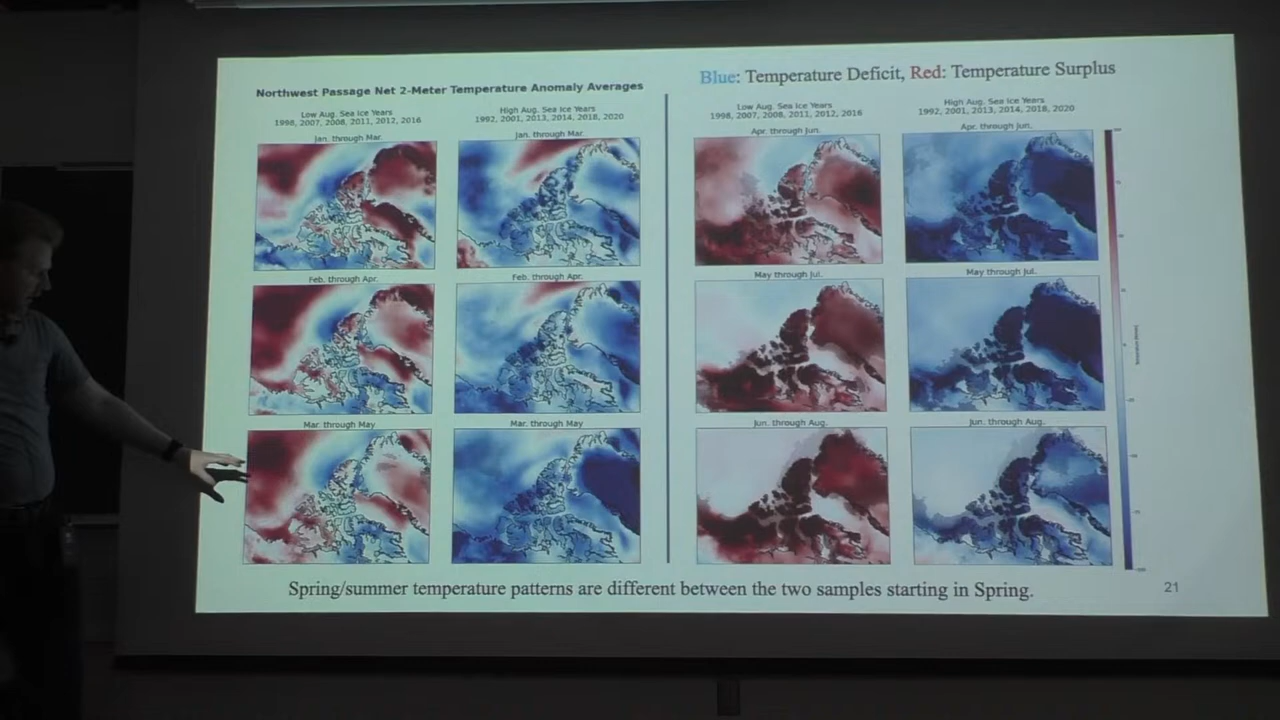 Blue: Temperature Deficit, Red: Temperature Surplus
Northwest Passage Net 2-Meter Temperature Anomaly Averages
Low Aug. Sea Ice Years
1998, 2007, 2008, 2011, 2012, 2016
High Aug. Sea Ice Years
1992, 2001, 2013, 2014, 2018, 2020
Low Aug. Sea Ice Years
1998, 2007, 2008, 2011, 2012, 2016
High Aug. Sea Ice Years
1992, 2001, 2013, 2014, 2018, 2020
Jan. through Mar.
Jan. through Mar.
Apr. through Jun.
Apr. through Jun.
Feb. through Apr.
Feb. through Apr.
May through Jul.
May through Jul.
Mar. through May
Mar. through May
Jun. through Aug.
Jun. through Aug.
Spring/summer temperature patterns are different between the two samples starting in Spring.
21